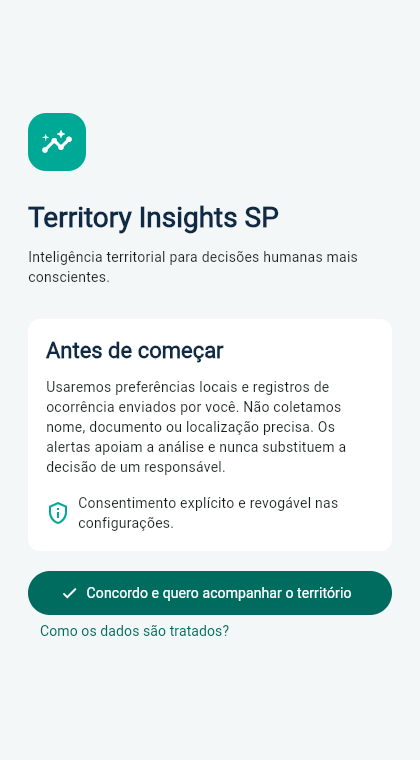 Territory Insights SP
Inteligência territorial para decisões humanas mais
conscientes.
Antes de começar
Usaremos preferências locais e registros de
ocorrência enviados por você. Não coletamos
nome, documento ou localização precisa. Os
alertas apoiam a análise e nunca substituem a
decisão de um responsável.
Consentimento explícito e revogável nas
configurações.
Concordo e quero acompanhar o território
Como os dados são tratados?